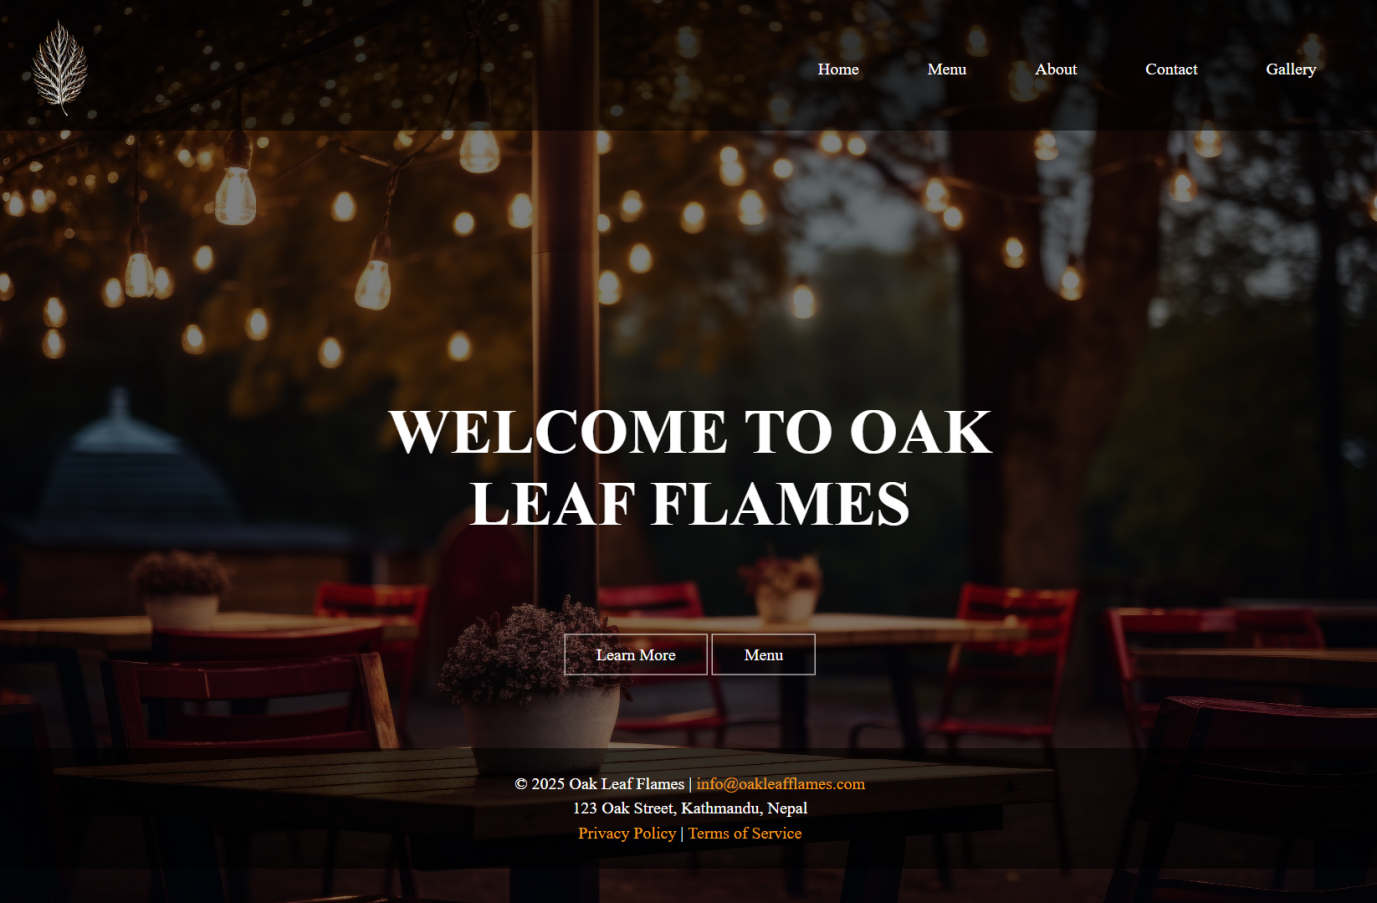 Home Menu About Contact Gallery
WELCOME TO OAK
LEAF FLAMES
Learn More Menu
© 2025 Oak Leaf Flames | info@oakleafflames.com
123 Oak Street, Kathmandu, Nepal
Privacy Policy | Terms of Service